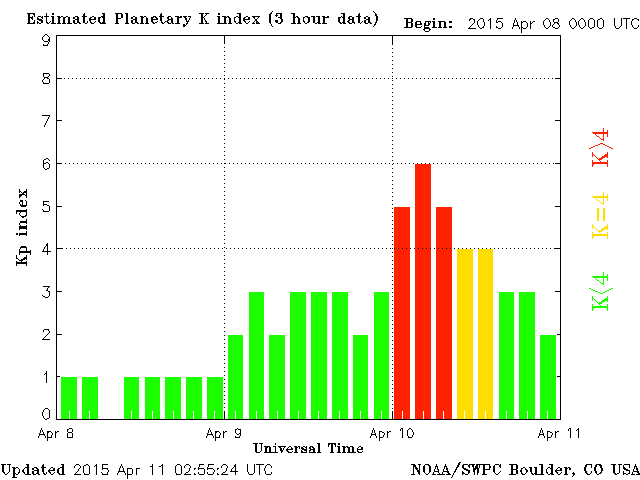 Estimated Planetary K index (3 hour data) Begin: 2015 Apr 08 0000 UTC
9
8
7
6
5
4
3
2
1
0
Kp index
K>4
K=4
K<4
Apr 8 Apr 9 Apr 10 Apr 11
Universal Time
Updated 2015 Apr 11 02:55:24 UTC NOAA/SWPC Boulder, CO USA